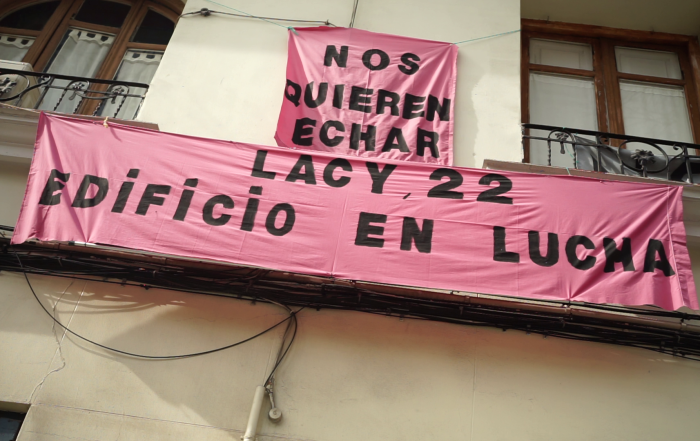 NOS
QUIEREN
ECHAR
LACY, 22
EDiFiCiO EN LUCHA